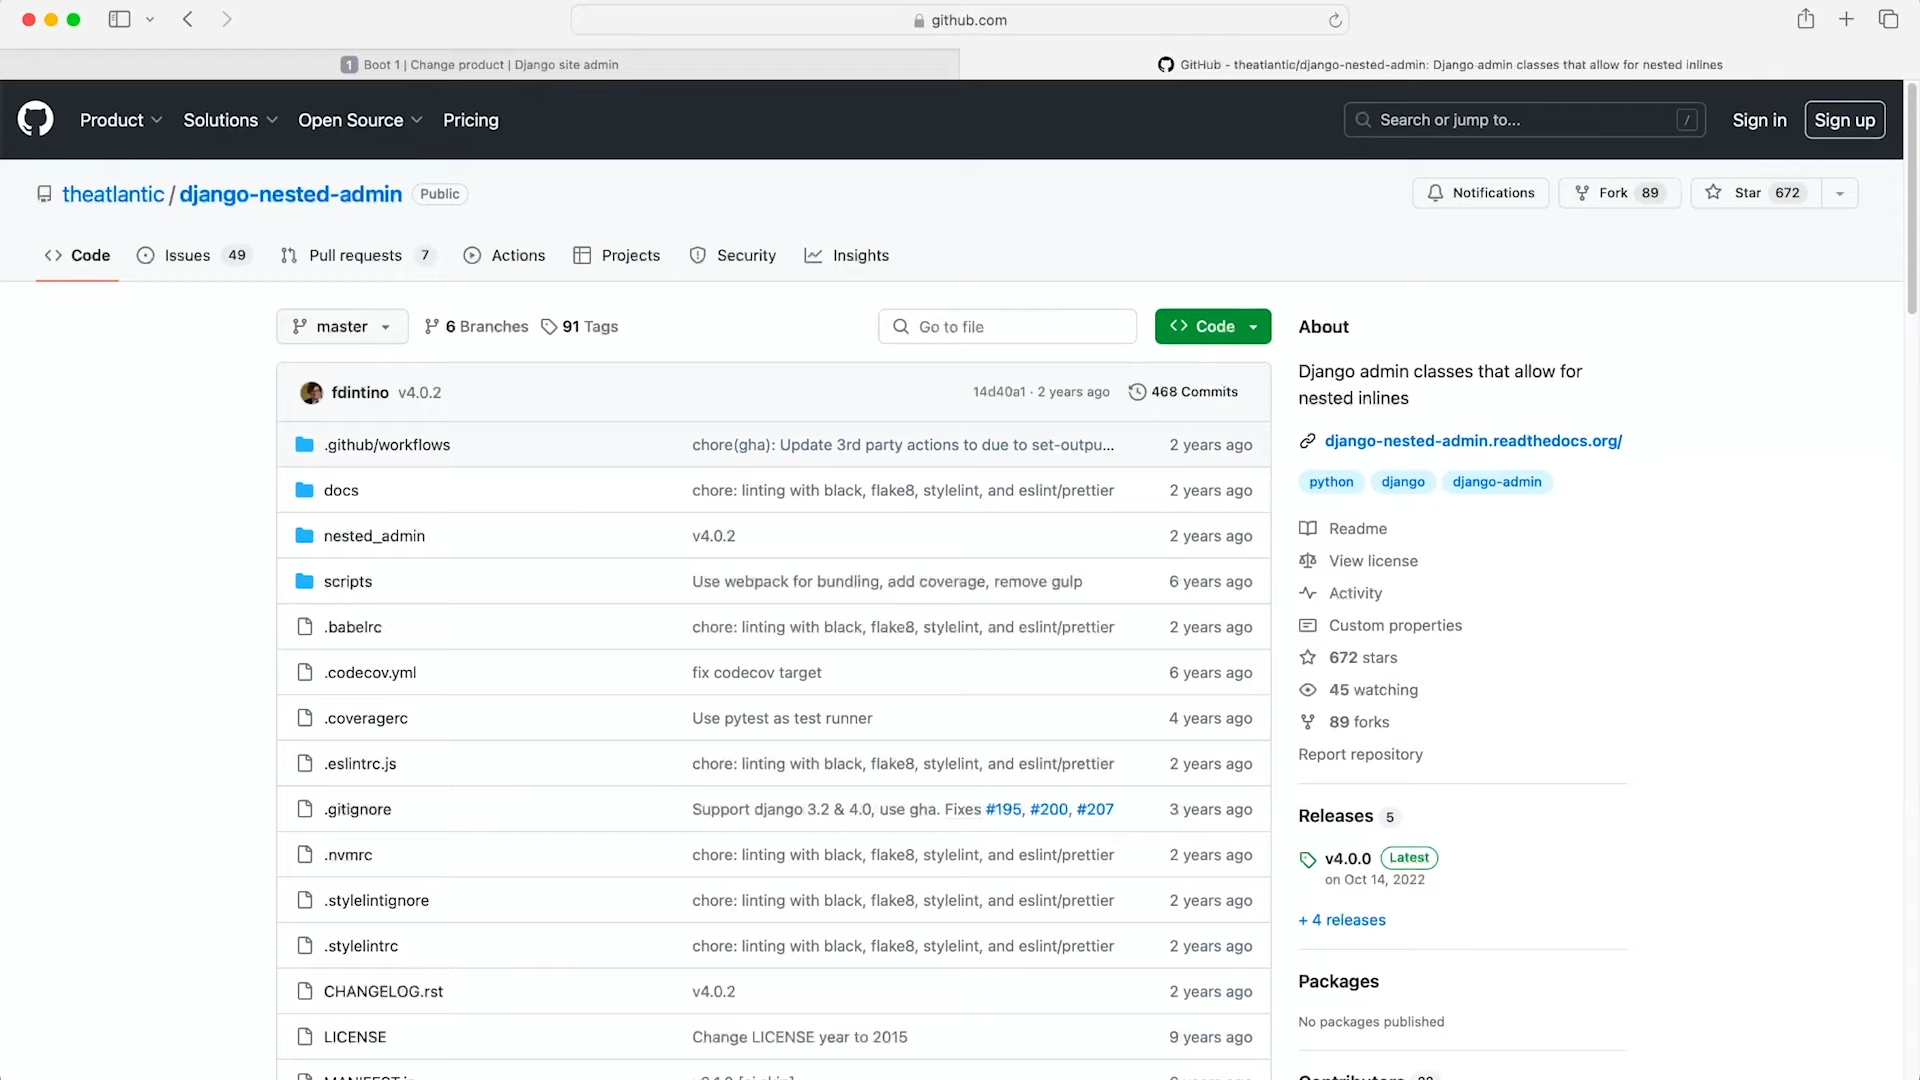 github.com
1 Boot 1 | Change product | Django site admin
GitHub - theatlantic/django-nested-admin: Django admin classes that allow for nested inlines
Product Solutions Open Source Pricing
Search or jump to... /
Sign in Sign up
theatlantic / django-nested-admin Public
Notifications Fork 89 Star 672
Code Issues 49 Pull requests 7 Actions Projects Security Insights
master 6 Branches 91 Tags
Go to file Code
fdintino v4.0.2 14d40a1 · 2 years ago 468 Commits
.github/workflows chore(gha): Update 3rd party actions to due to set-outpu... 2 years ago
docs chore: linting with black, flake8, stylelint, and eslint/prettier 2 years ago
nested_admin v4.0.2 2 years ago
scripts Use webpack for bundling, add coverage, remove gulp 6 years ago
.babelrc chore: linting with black, flake8, stylelint, and eslint/prettier 2 years ago
.codecov.yml fix codecov target 6 years ago
.coveragerc Use pytest as test runner 4 years ago
.eslintrc.js chore: linting with black, flake8, stylelint, and eslint/prettier 2 years ago
.gitignore Support django 3.2 & 4.0, use gha. Fixes #195, #200, #207 3 years ago
.nvmrc chore: linting with black, flake8, stylelint, and eslint/prettier 2 years ago
.stylelintignore chore: linting with black, flake8, stylelint, and eslint/prettier 2 years ago
.stylelintrc chore: linting with black, flake8, stylelint, and eslint/prettier 2 years ago
CHANGELOG.rst v4.0.2 2 years ago
LICENSE Change LICENSE year to 2015 9 years ago
About
Django admin classes that allow for
nested inlines
django-nested-admin.readthedocs.org/
python django django-admin
Readme
View license
Activity
Custom properties
672 stars
45 watching
89 forks
Report repository
Releases 5
v4.0.0 Latest
on Oct 14, 2022
+ 4 releases
Packages
No packages published